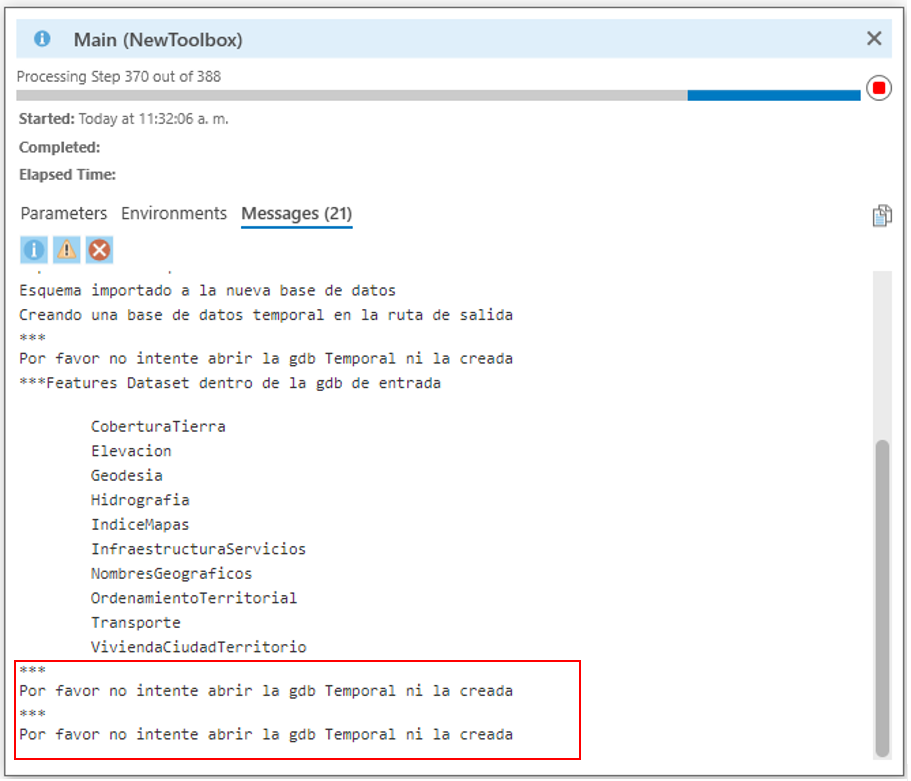 Main (NewToolbox)
Processing Step 370 out of 388
Started: Today at 11:32:06 a. m.
Completed:
Elapsed Time:
Parameters Environments Messages (21)
Esquema importado a la nueva base de datos
Creando una base de datos temporal en la ruta de salida
***
Por favor no intente abrir la gdb Temporal ni la creada
***Features Dataset dentro de la gdb de entrada
CoberturaTierra
Elevacion
Geodesia
Hidrografia
IndiceMapas
InfraestructuraServicios
NombresGeograficos
OrdenamientoTerritorial
Transporte
ViviendaCiudadTerritorio
***
Por favor no intente abrir la gdb Temporal ni la creada
***
Por favor no intente abrir la gdb Temporal ni la creada